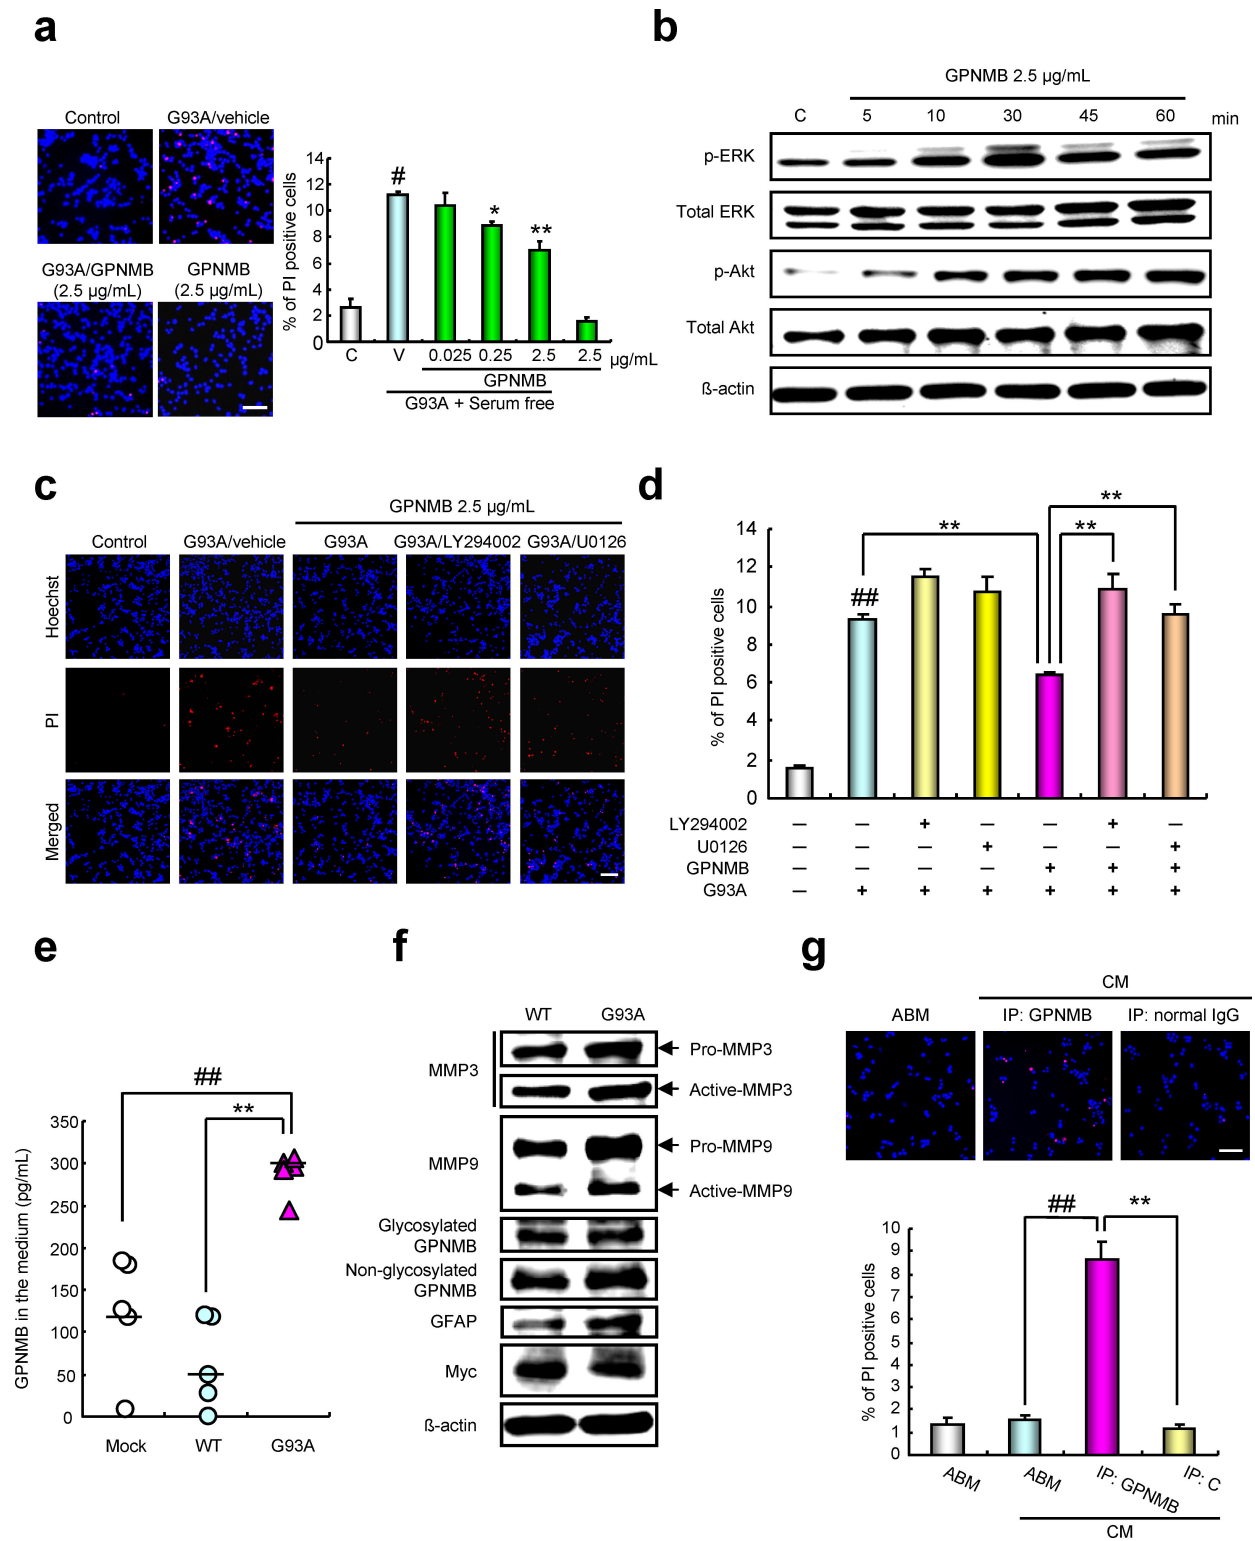 a
Control
G93A/vehicle
G93A/GPNMB
(2.5 µg/mL)
GPNMB
(2.5 µg/mL)
% of PI positive cells
14
12
10
8
6
4
2
0
#
*
**
C
V
0.025
0.25
2.5
2.5
µg/mL
GPNMB
G93A + Serum free
b
GPNMB 2.5 µg/mL
C
5
10
30
45
60
min
p-ERK
Total ERK
p-Akt
Total Akt
ß-actin
c
GPNMB 2.5 µg/mL
Control
G93A/vehicle
G93A
G93A/LY294002
G93A/U0126
Hoechst
PI
Merged
d
% of PI positive cells
14
12
10
8
6
4
2
0
##
**
**
**
LY294002 — — + — — + —
U0126 — — — + — — +
GPNMB — — — — + + +
G93A — + + + + + +
e
GPNMB in the medium (pg/mL)
350
300
250
200
150
100
50
0
##
**
Mock
WT
G93A
f
WT
G93A
MMP3
Pro-MMP3
Active-MMP3
MMP9
Pro-MMP9
Active-MMP9
Glycosylated
GPNMB
Non-glycosylated
GPNMB
GFAP
Myc
ß-actin
g
CM
ABM
IP: GPNMB
IP: normal IgG
% of PI positive cells
10
9
8
7
6
5
4
3
2
1
0
##
**
ABM
ABM
IP: GPNMB
IP: C
CM